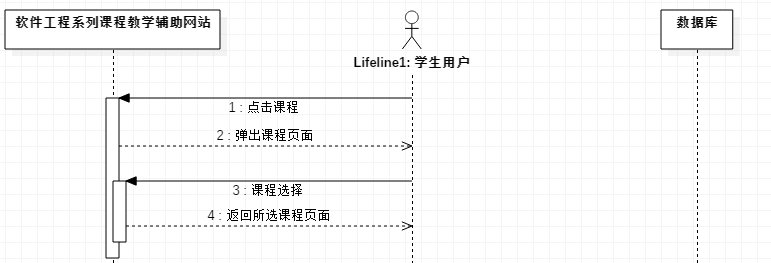 软件工程系列课程教学辅助网站
数据库
Lifeline1: 学生用户
1 : 点击课程
2 : 弹出课程页面
3 : 课程选择
4 : 返回所选课程页面